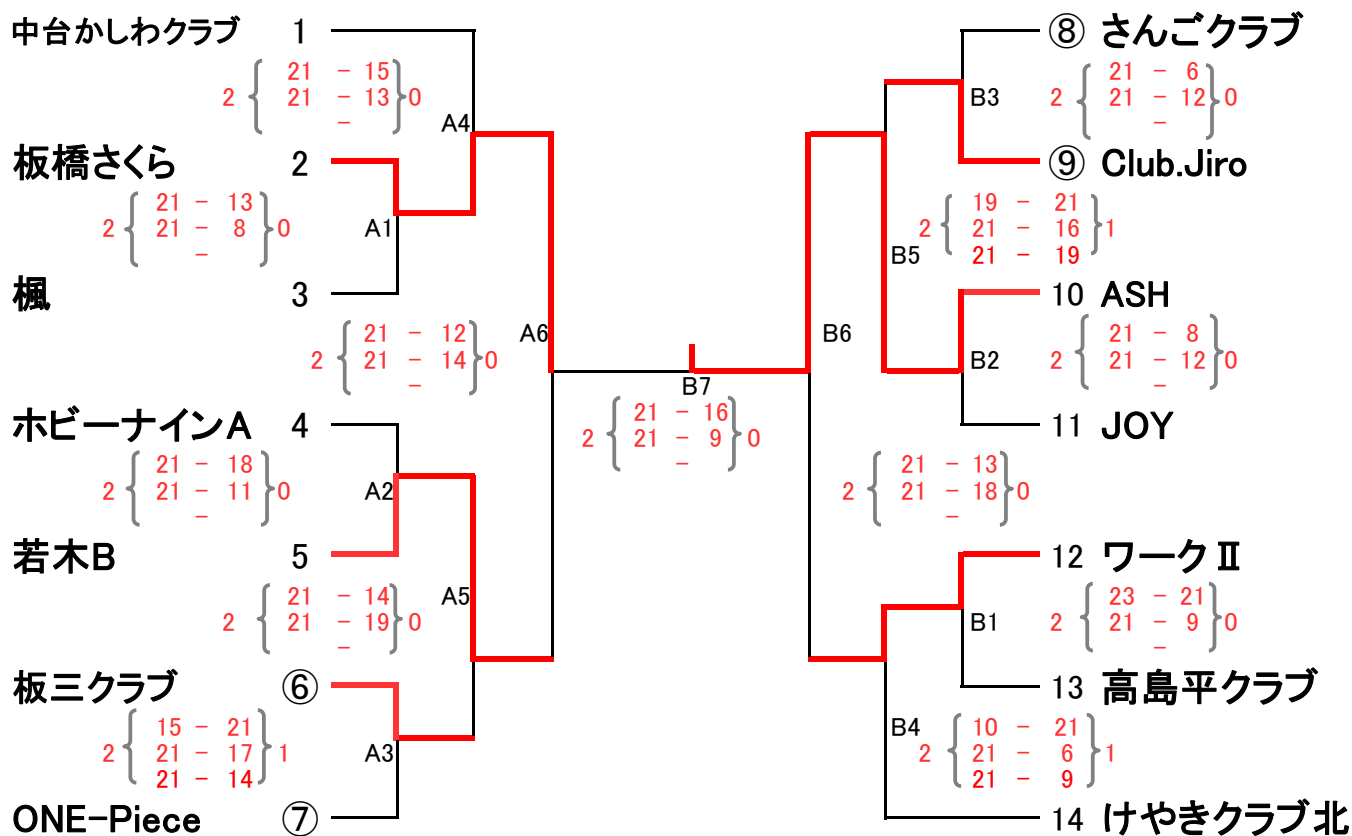 中台かしわクラブ 1
2 21 - 15 0
21 - 13
-
A4
板橋さくら 2
2 21 - 13 0
21 - 8
-
A1
楓 3
2 21 - 12 0
21 - 14
-
A6
ホビーナインA 4
2 21 - 18 0
21 - 11
-
A2
若木B 5
2 21 - 14 0
21 - 19
-
A5
板三クラブ ⑥
2 15 - 21 1
21 - 17
21 - 14
A3
ONE-Piece ⑦
B7
2 21 - 16 0
21 - 9
-
⑧ さんごクラブ
2 21 - 6 0
21 - 12
-
B3
⑨ Club.Jiro
2 19 - 21 1
21 - 16
21 - 19
B5
10 ASH
2 21 - 8 0
21 - 12
-
B2
B6
11 JOY
2 21 - 13 0
21 - 18
-
12 ワークⅡ
2 23 - 21 0
21 - 9
-
B1
13 高島平クラブ
B4
2 10 - 21 1
21 - 6
21 - 9
14 けやきクラブ北